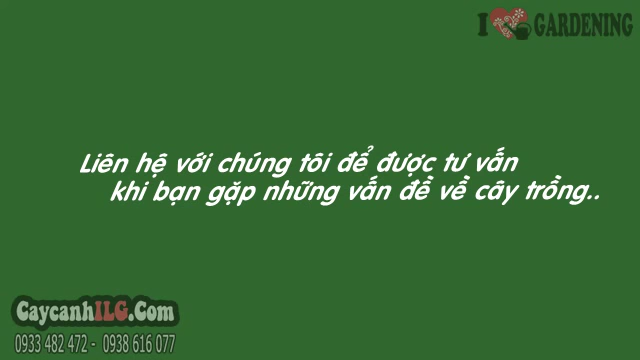 I GARDENING
Liên hệ với chúng tôi để được tư vấn
khi bạn gặp những vấn đề về cây trồng..
CaycanhILG.Com
0933 482 472 - 0938 616 077